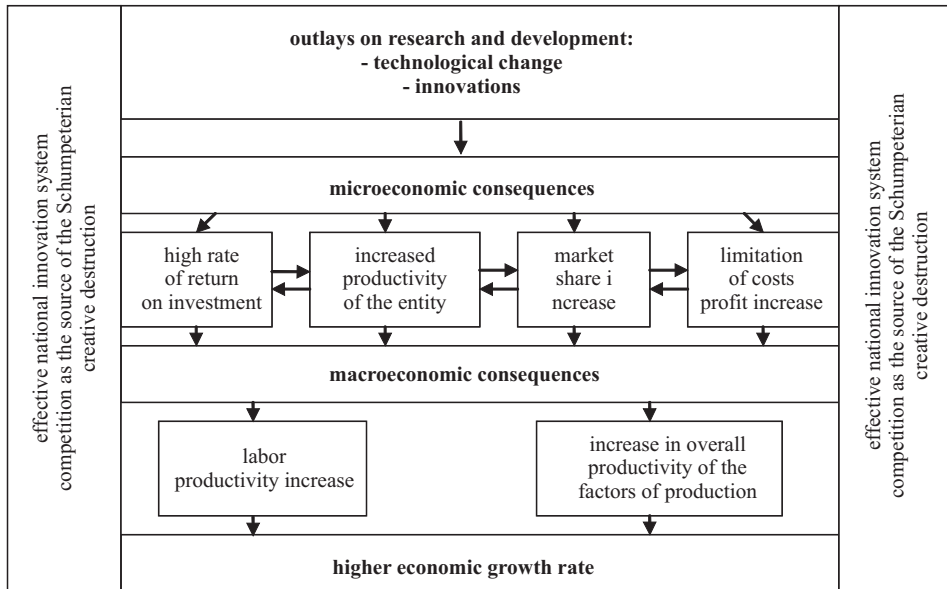 effective national innovation system
competition as the source of the Schumpeterian
creative destruction
outlays on research and development:
- technological change
- innovations
microeconomic consequences
high rate
of return
on investment
increased
productivity
of the entity
market
share i
ncrease
limitation
of costs
profit increase
macroeconomic consequences
labor
productivity increase
increase in overall
productivity of the
factors of production
higher economic growth rate
effective national innovation system
competition as the source of the Schumpeterian
creative destruction